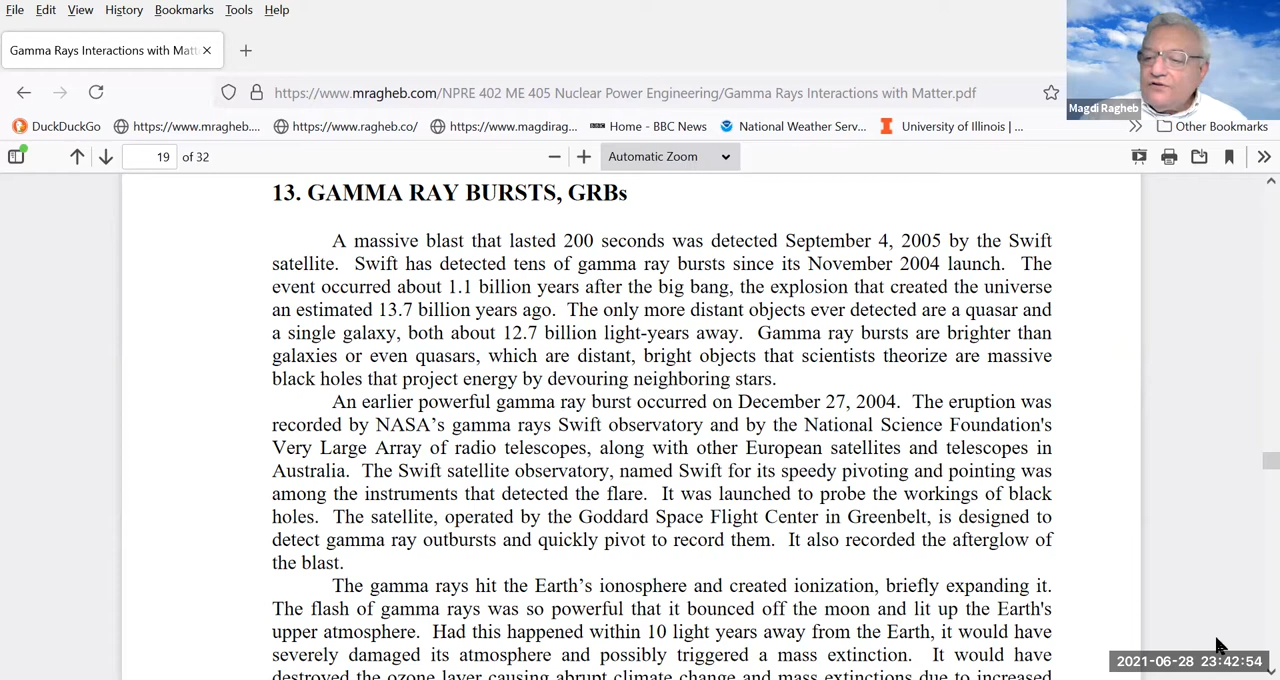 File Edit View History Bookmarks Tools Help
Gamma Rays Interactions with Matt
https://www.mragheb.com/NPRE 402 ME 405 Nuclear Power Engineering/Gamma Rays Interactions with Matter.pdf
Magdi Ragheb
DuckDuckGo https://www.mragheb.... https://www.ragheb.co/ https://www.magdirag... Home - BBC News National Weather Serv... University of Illinois | ... Other Bookmarks
19 of 32 Automatic Zoom
13. GAMMA RAY BURSTS, GRBs
A massive blast that lasted 200 seconds was detected September 4, 2005 by the Swift
satellite. Swift has detected tens of gamma ray bursts since its November 2004 launch. The
event occurred about 1.1 billion years after the big bang, the explosion that created the universe
an estimated 13.7 billion years ago. The only more distant objects ever detected are a quasar and
a single galaxy, both about 12.7 billion light-years away. Gamma ray bursts are brighter than
galaxies or even quasars, which are distant, bright objects that scientists theorize are massive
black holes that project energy by devouring neighboring stars.
An earlier powerful gamma ray burst occurred on December 27, 2004. The eruption was
recorded by NASA’s gamma rays Swift observatory and by the National Science Foundation's
Very Large Array of radio telescopes, along with other European satellites and telescopes in
Australia. The Swift satellite observatory, named Swift for its speedy pivoting and pointing was
among the instruments that detected the flare. It was launched to probe the workings of black
holes. The satellite, operated by the Goddard Space Flight Center in Greenbelt, is designed to
detect gamma ray outbursts and quickly pivot to record them. It also recorded the afterglow of
the blast.
The gamma rays hit the Earth’s ionosphere and created ionization, briefly expanding it.
The flash of gamma rays was so powerful that it bounced off the moon and lit up the Earth's
upper atmosphere. Had this happened within 10 light years away from the Earth, it would have
severely damaged its atmosphere and possibly triggered a mass extinction. It would have
destroyed the ozone layer causing abrupt climate change and mass extinctions due to increased
2021-06-28 23:42:54